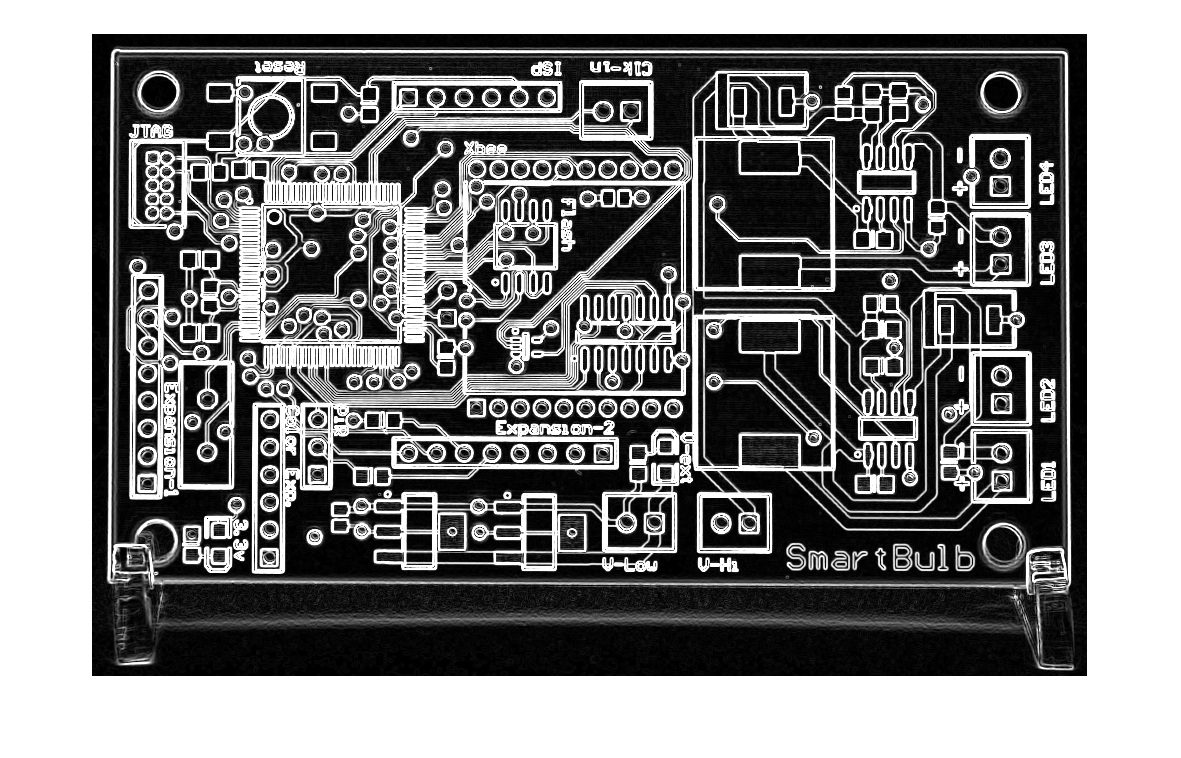 Reset
ISP
Clk-in
JTAG
Xbee
Flash
LED4
LED3
Expansion-1
Expansion-2
LED2
LED1
3.3v
V-Low
V-Hi
SmartBulb